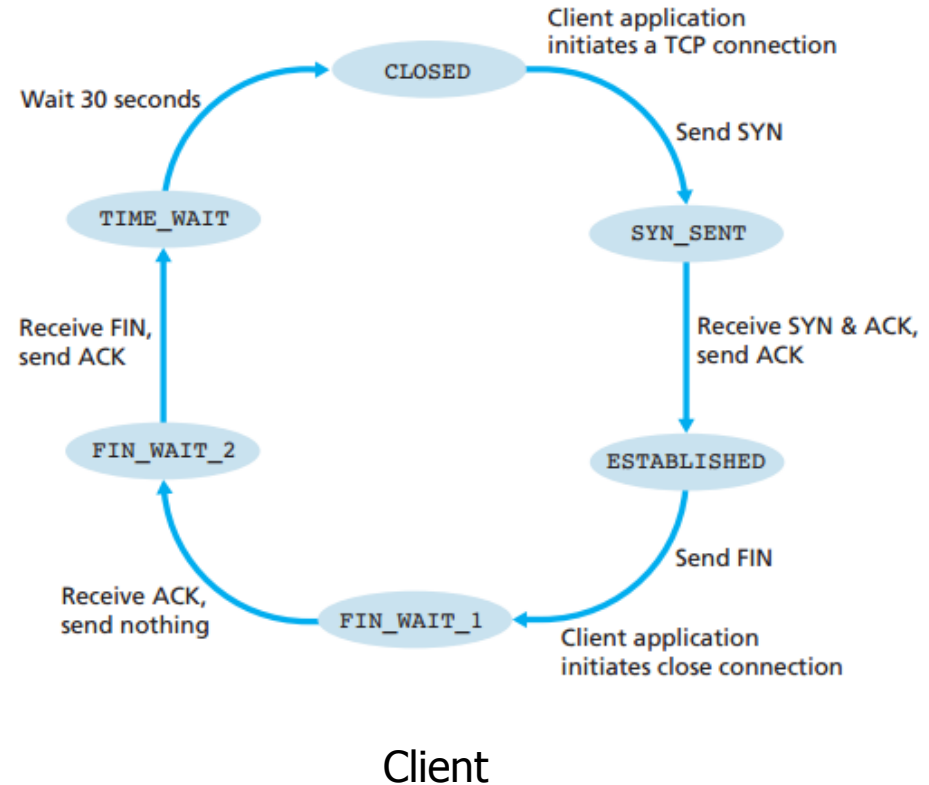 Client application
initiates a TCP connection
CLOSED
Wait 30 seconds
Send SYN
TIME_WAIT
SYN_SENT
Receive FIN,
send ACK
Receive SYN & ACK,
send ACK
FIN_WAIT_2
ESTABLISHED
Send FIN
Receive ACK,
send nothing
FIN_WAIT_1
Client application
initiates close connection
Client